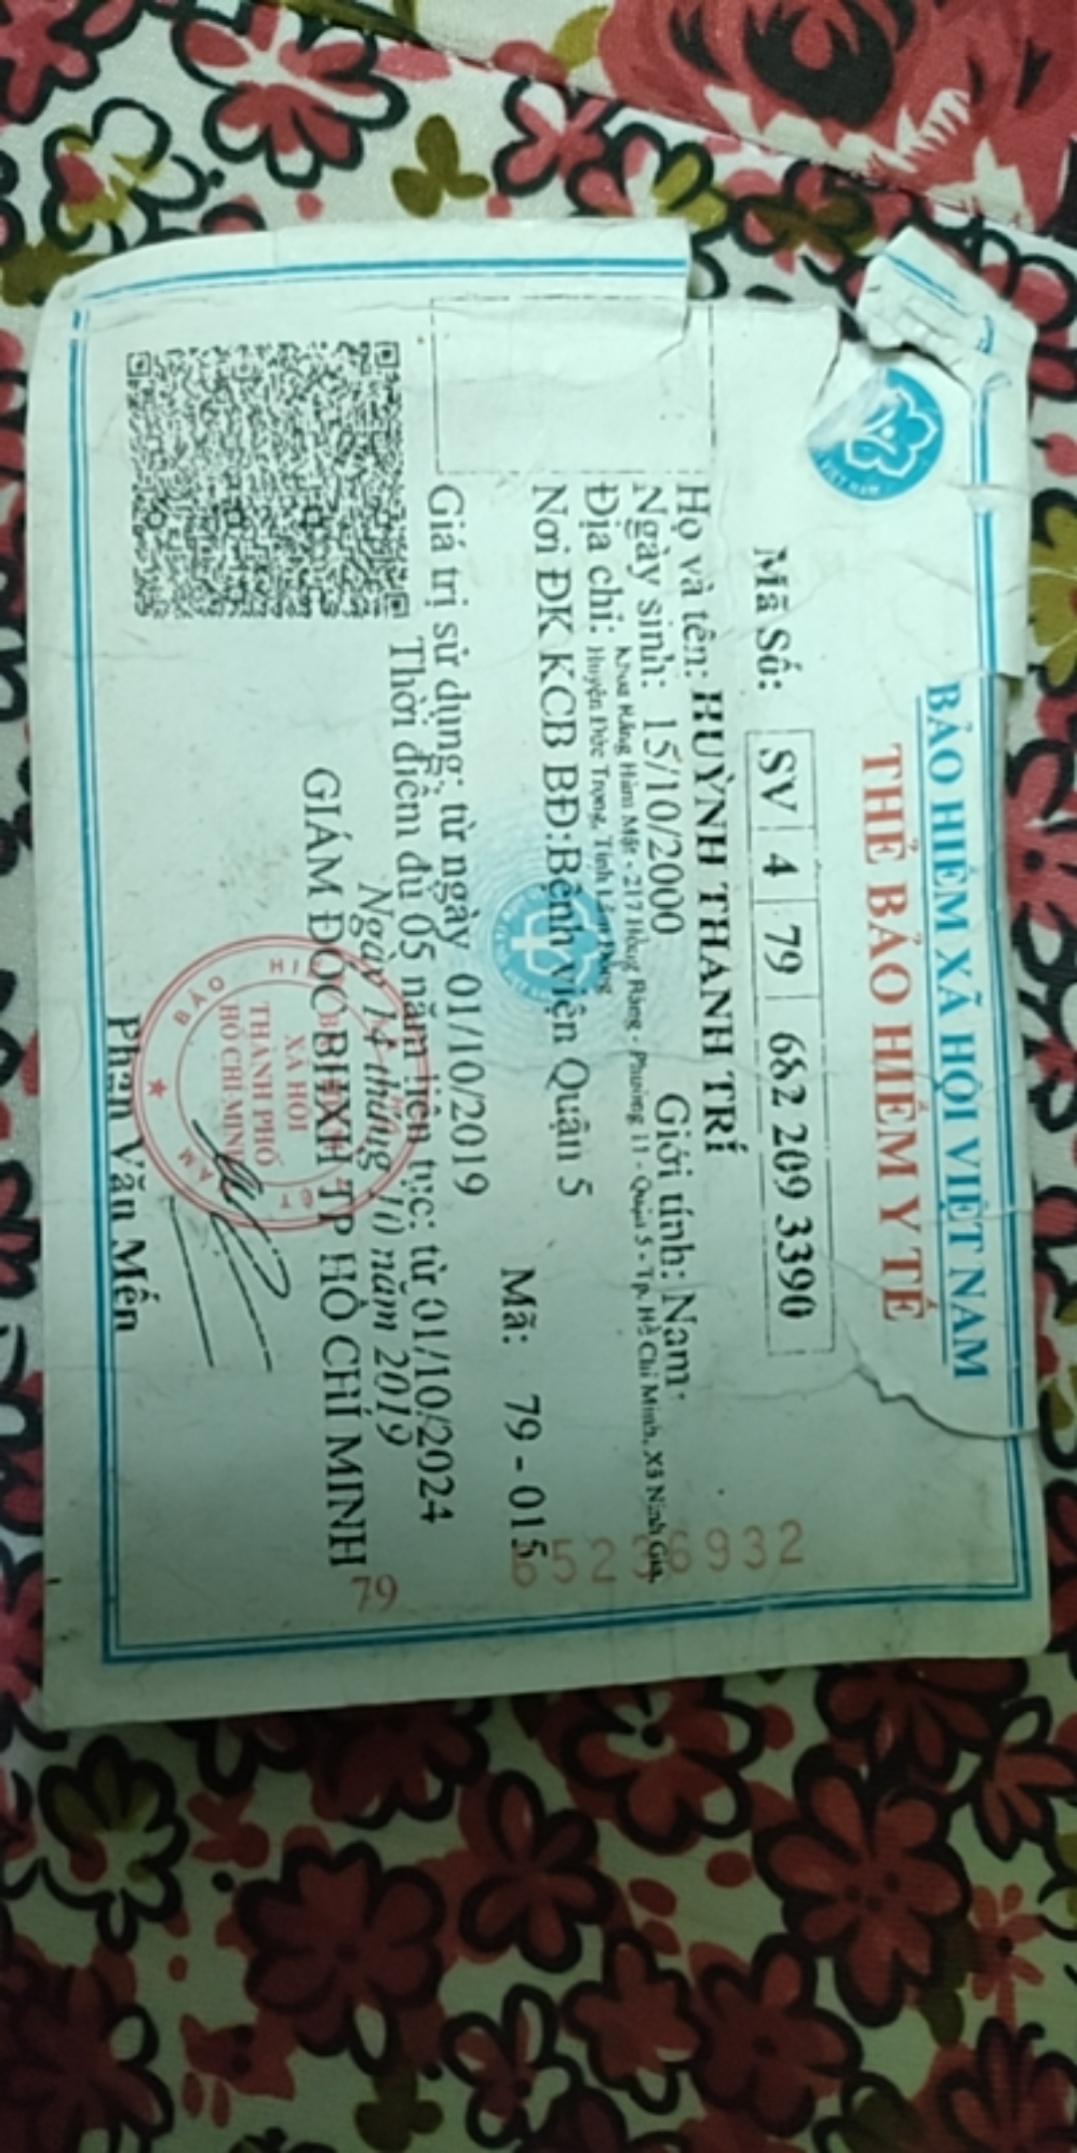 BẢO HIỂM XÃ HỘI VIỆT NAM
THẺ BẢO HIỂM Y TẾ
Mã Số: SV 4 79 682 209 3390
Họ và tên: HUỲNH THANH TRÍ
Ngày sinh: 15/10/2000 Giới tính: Nam
Địa chỉ: Khoa Răng Hàm Mặt - 217 Hồng Bàng - Phường 11 - Quận 5 - Tp. Hồ Chí Minh, Xã Ninh Gia,
Huyện Đức Trọng, Tỉnh Lâm Đồng
Nơi ĐK KCB BĐ: Bệnh viện Quận 5 Mã: 79 - 015
Giá trị sử dụng: từ ngày 01/10/2019
Thời điểm đủ 05 năm liên tục: từ 01/10/2024
Ngày 14 tháng 10 năm 2019
GIÁM ĐỐC BHXH TP HỒ CHÍ MINH
79
BẢO HIỂM
XÃ HỘI
THÀNH PHỐ
HỒ CHÍ MINH
Phan Văn Mến
VIỆT NAM